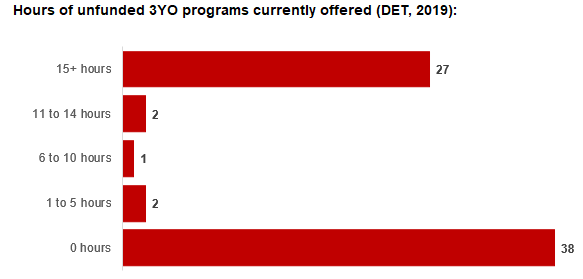 Hours of unfunded 3YO programs currently offered (DET, 2019):
15+ hours 27
11 to 14 hours 2
6 to 10 hours 1
1 to 5 hours 2
0 hours 38